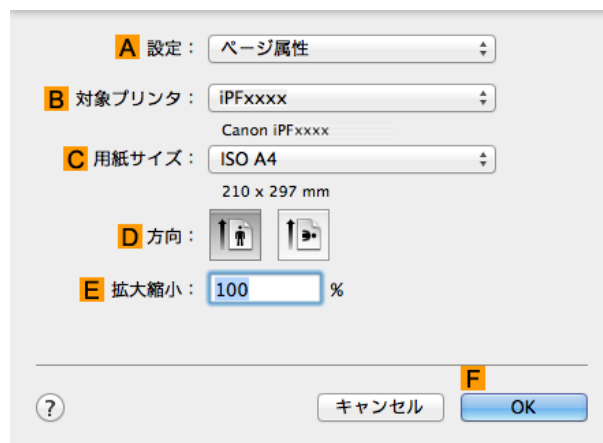 A 設定： ページ属性
B 対象プリンタ： iPFxxxx
Canon iPFxxxx
C 用紙サイズ： ISO A4
210 x 297 mm
D 方向：
E 拡大縮小： 100 %
F
? キャンセル OK